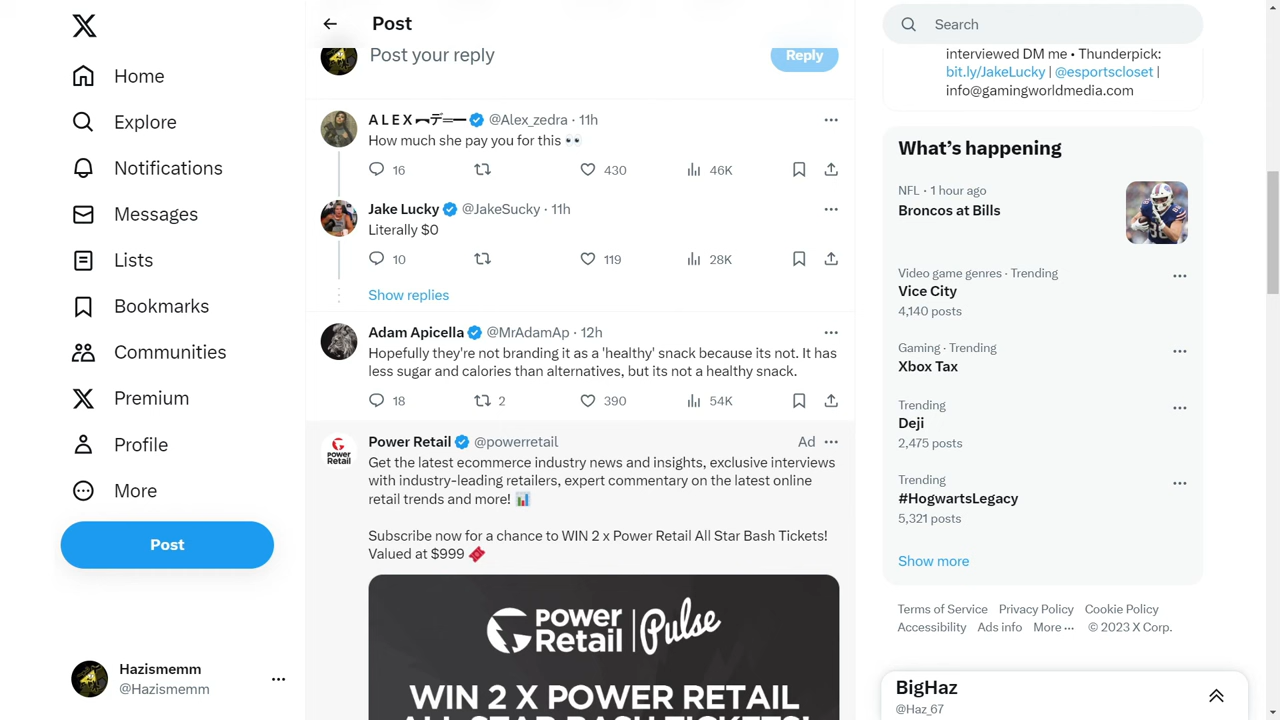 Post
Search
Home
Explore
Notifications
Messages
Lists
Bookmarks
Communities
Premium
Profile
More
Post
Hazismemm
@Hazismemm
Post your reply
Reply
A L E X @Alex_zedra · 11h
How much she pay you for this 👀
16 430 46K
Jake Lucky @JakeSucky · 11h
Literally $0
10 119 28K
Show replies
Adam Apicella @MrAdamAp · 12h
Hopefully they're not branding it as a 'healthy' snack because its not. It has
less sugar and calories than alternatives, but its not a healthy snack.
18 2 390 54K
Power Retail @powerretail Ad
Get the latest ecommerce industry news and insights, exclusive interviews
with industry-leading retailers, expert commentary on the latest online
retail trends and more! 📊
Subscribe now for a chance to WIN 2 x Power Retail All Star Bash Tickets!
Valued at $999 🎟️
POWER
Retail
POWER
Retail | Pulse
WIN 2 X POWER RETAIL
ALL STAR BASH TICKETS!
interviewed DM me • Thunderpick:
bit.ly/JakeLucky | @esportscloset |
info@gamingworldmedia.com
What's happening
NFL · 1 hour ago
Broncos at Bills
Video game genres · Trending
Vice City
4,140 posts
Gaming · Trending
Xbox Tax
Trending
Deji
2,475 posts
Trending
#HogwartsLegacy
5,321 posts
Show more
Terms of Service Privacy Policy Cookie Policy
Accessibility Ads info More ··· © 2023 X Corp.
BigHaz
@Haz_67